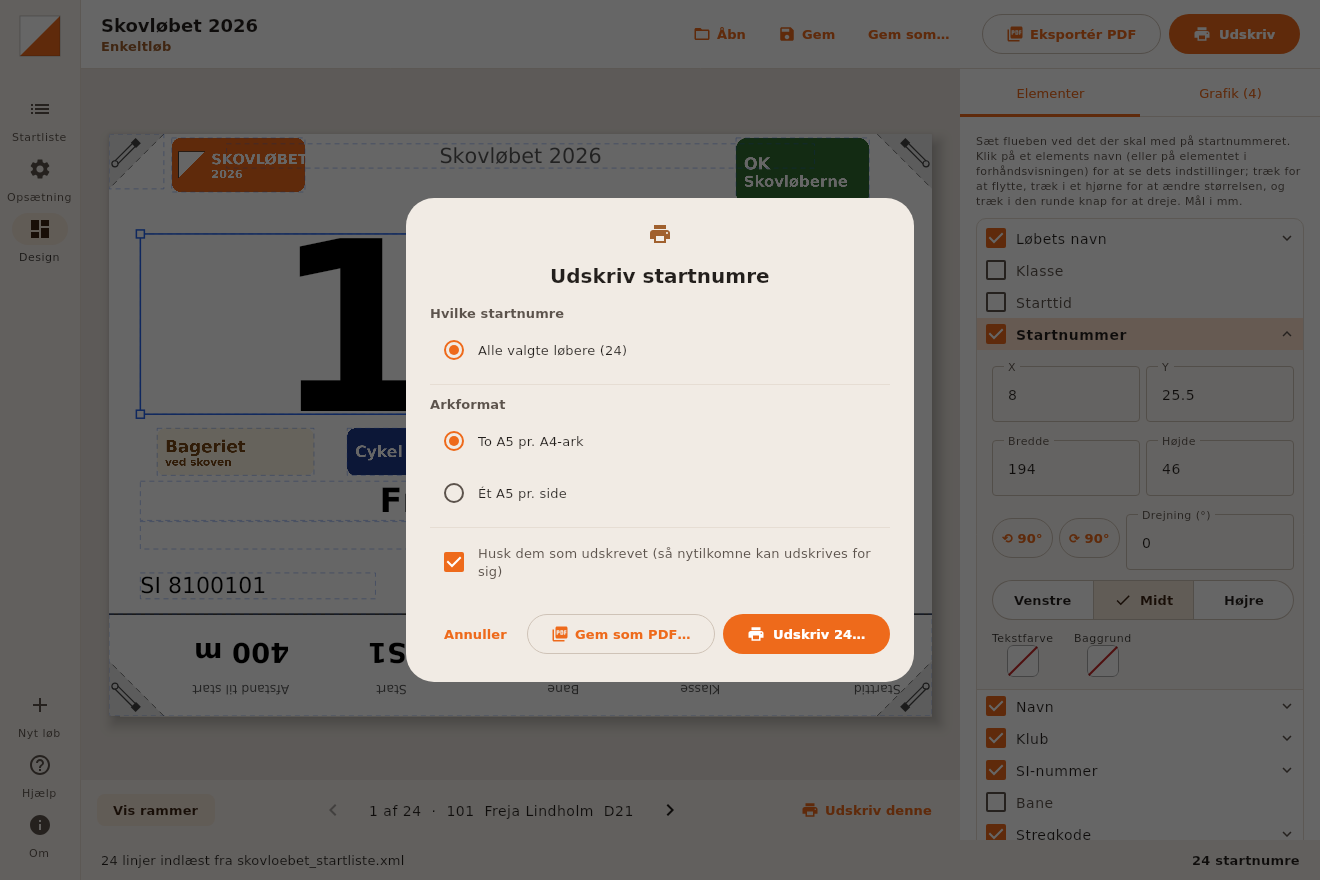 Skovløbet 2026
Enkeltløb
Åbn
Gem
Gem som...
Eksportér PDF
Udskriv
Startliste
Opsætning
Design
Nyt løb
Hjælp
Om
SKOVLØBET
2026
Skovløbet 2026
OK
Skovløberne
1
Bageriet
ved skoven
Cykel
SI 8100101
400 m
Afstand til start
S1
Start
Bane
Klasse
Starttid
Udskriv startnumre
Hvilke startnumre
Alle valgte løbere (24)
Arkformat
To A5 pr. A4-ark
Ét A5 pr. side
Husk dem som udskrevet (så nytilkomne kan udskrives for
sig)
Annuller
Gem som PDF...
Udskriv 24...
Vis rammer
1 af 24 · 101 Freja Lindholm D21
Udskriv denne
24 linjer indlæst fra skovloebet_startliste.xml
24 startnumre
Elementer
Grafik (4)
Sæt flueben ved det der skal med på startnummeret.
Klik på et elements navn (eller på elementet i
forhåndsvisningen) for at se dets indstillinger; træk for
at flytte, træk i et hjørne for at ændre størrelsen, og
træk i den runde knap for at dreje. Mål i mm.
Løbets navn
Klasse
Starttid
Startnummer
X
8
Y
25.5
Bredde
194
Højde
46
⟲ 90°
⟳ 90°
Drejning (°)
0
Venstre
Midt
Højre
Tekstfarve
Baggrund
Navn
Klub
SI-nummer
Bane
Stregkode